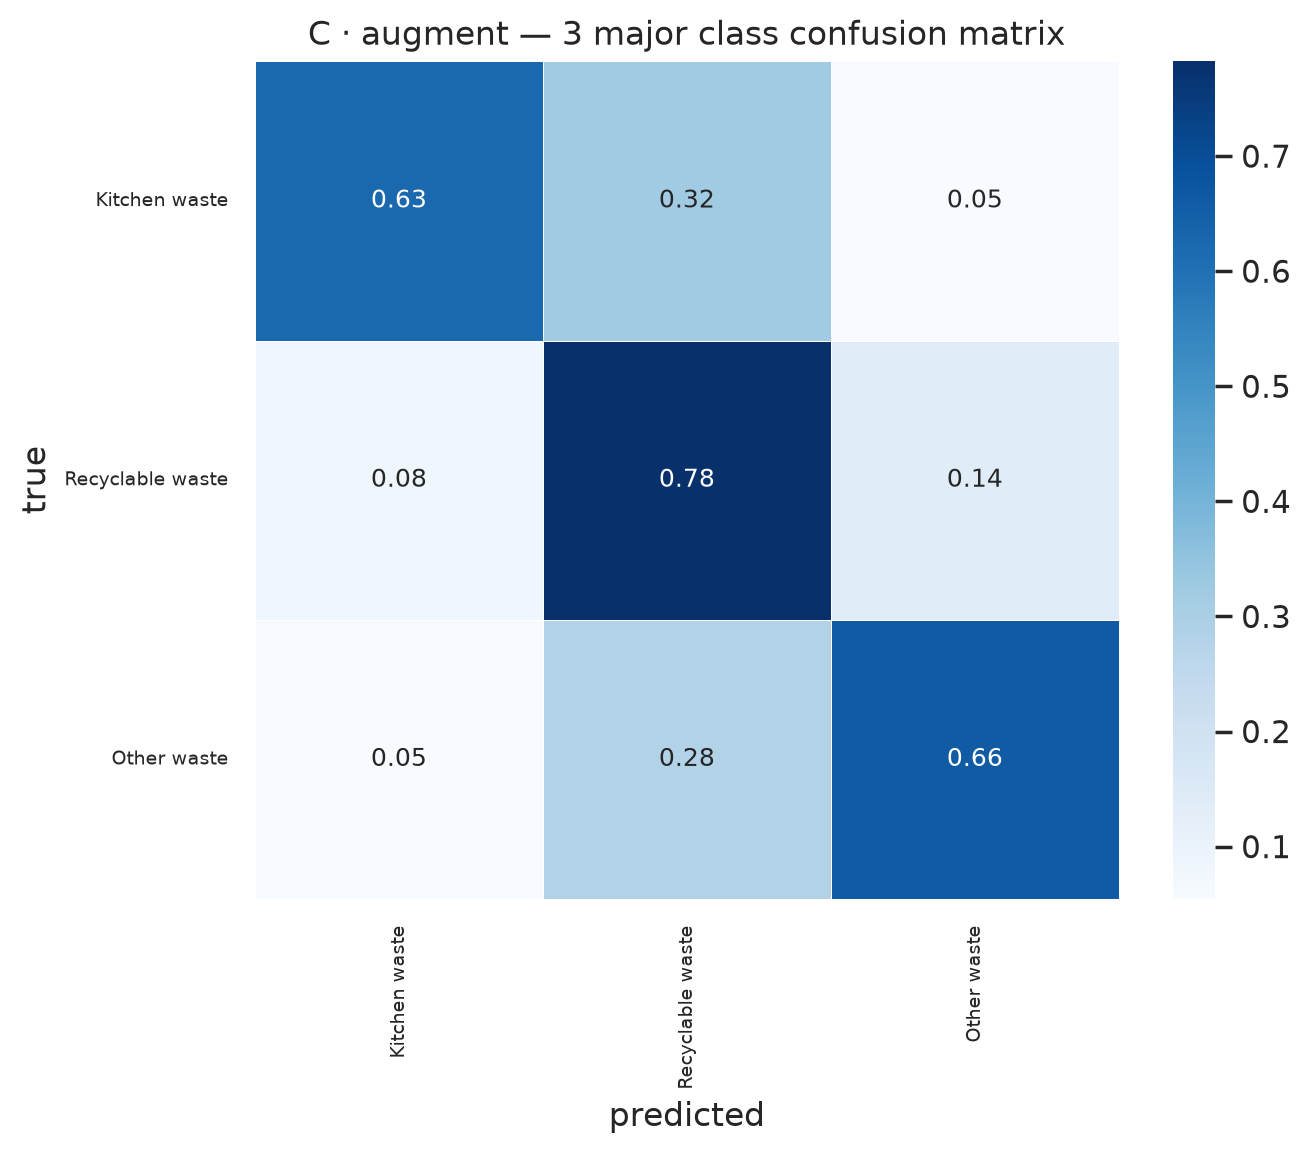 C · augment — 3 major class confusion matrix
true
Kitchen waste
0.63 0.32 0.05
Recyclable waste
0.08 0.78 0.14
Other waste
0.05 0.28 0.66
Kitchen waste
Recyclable waste
Other waste
predicted
0.7
0.6
0.5
0.4
0.3
0.2
0.1